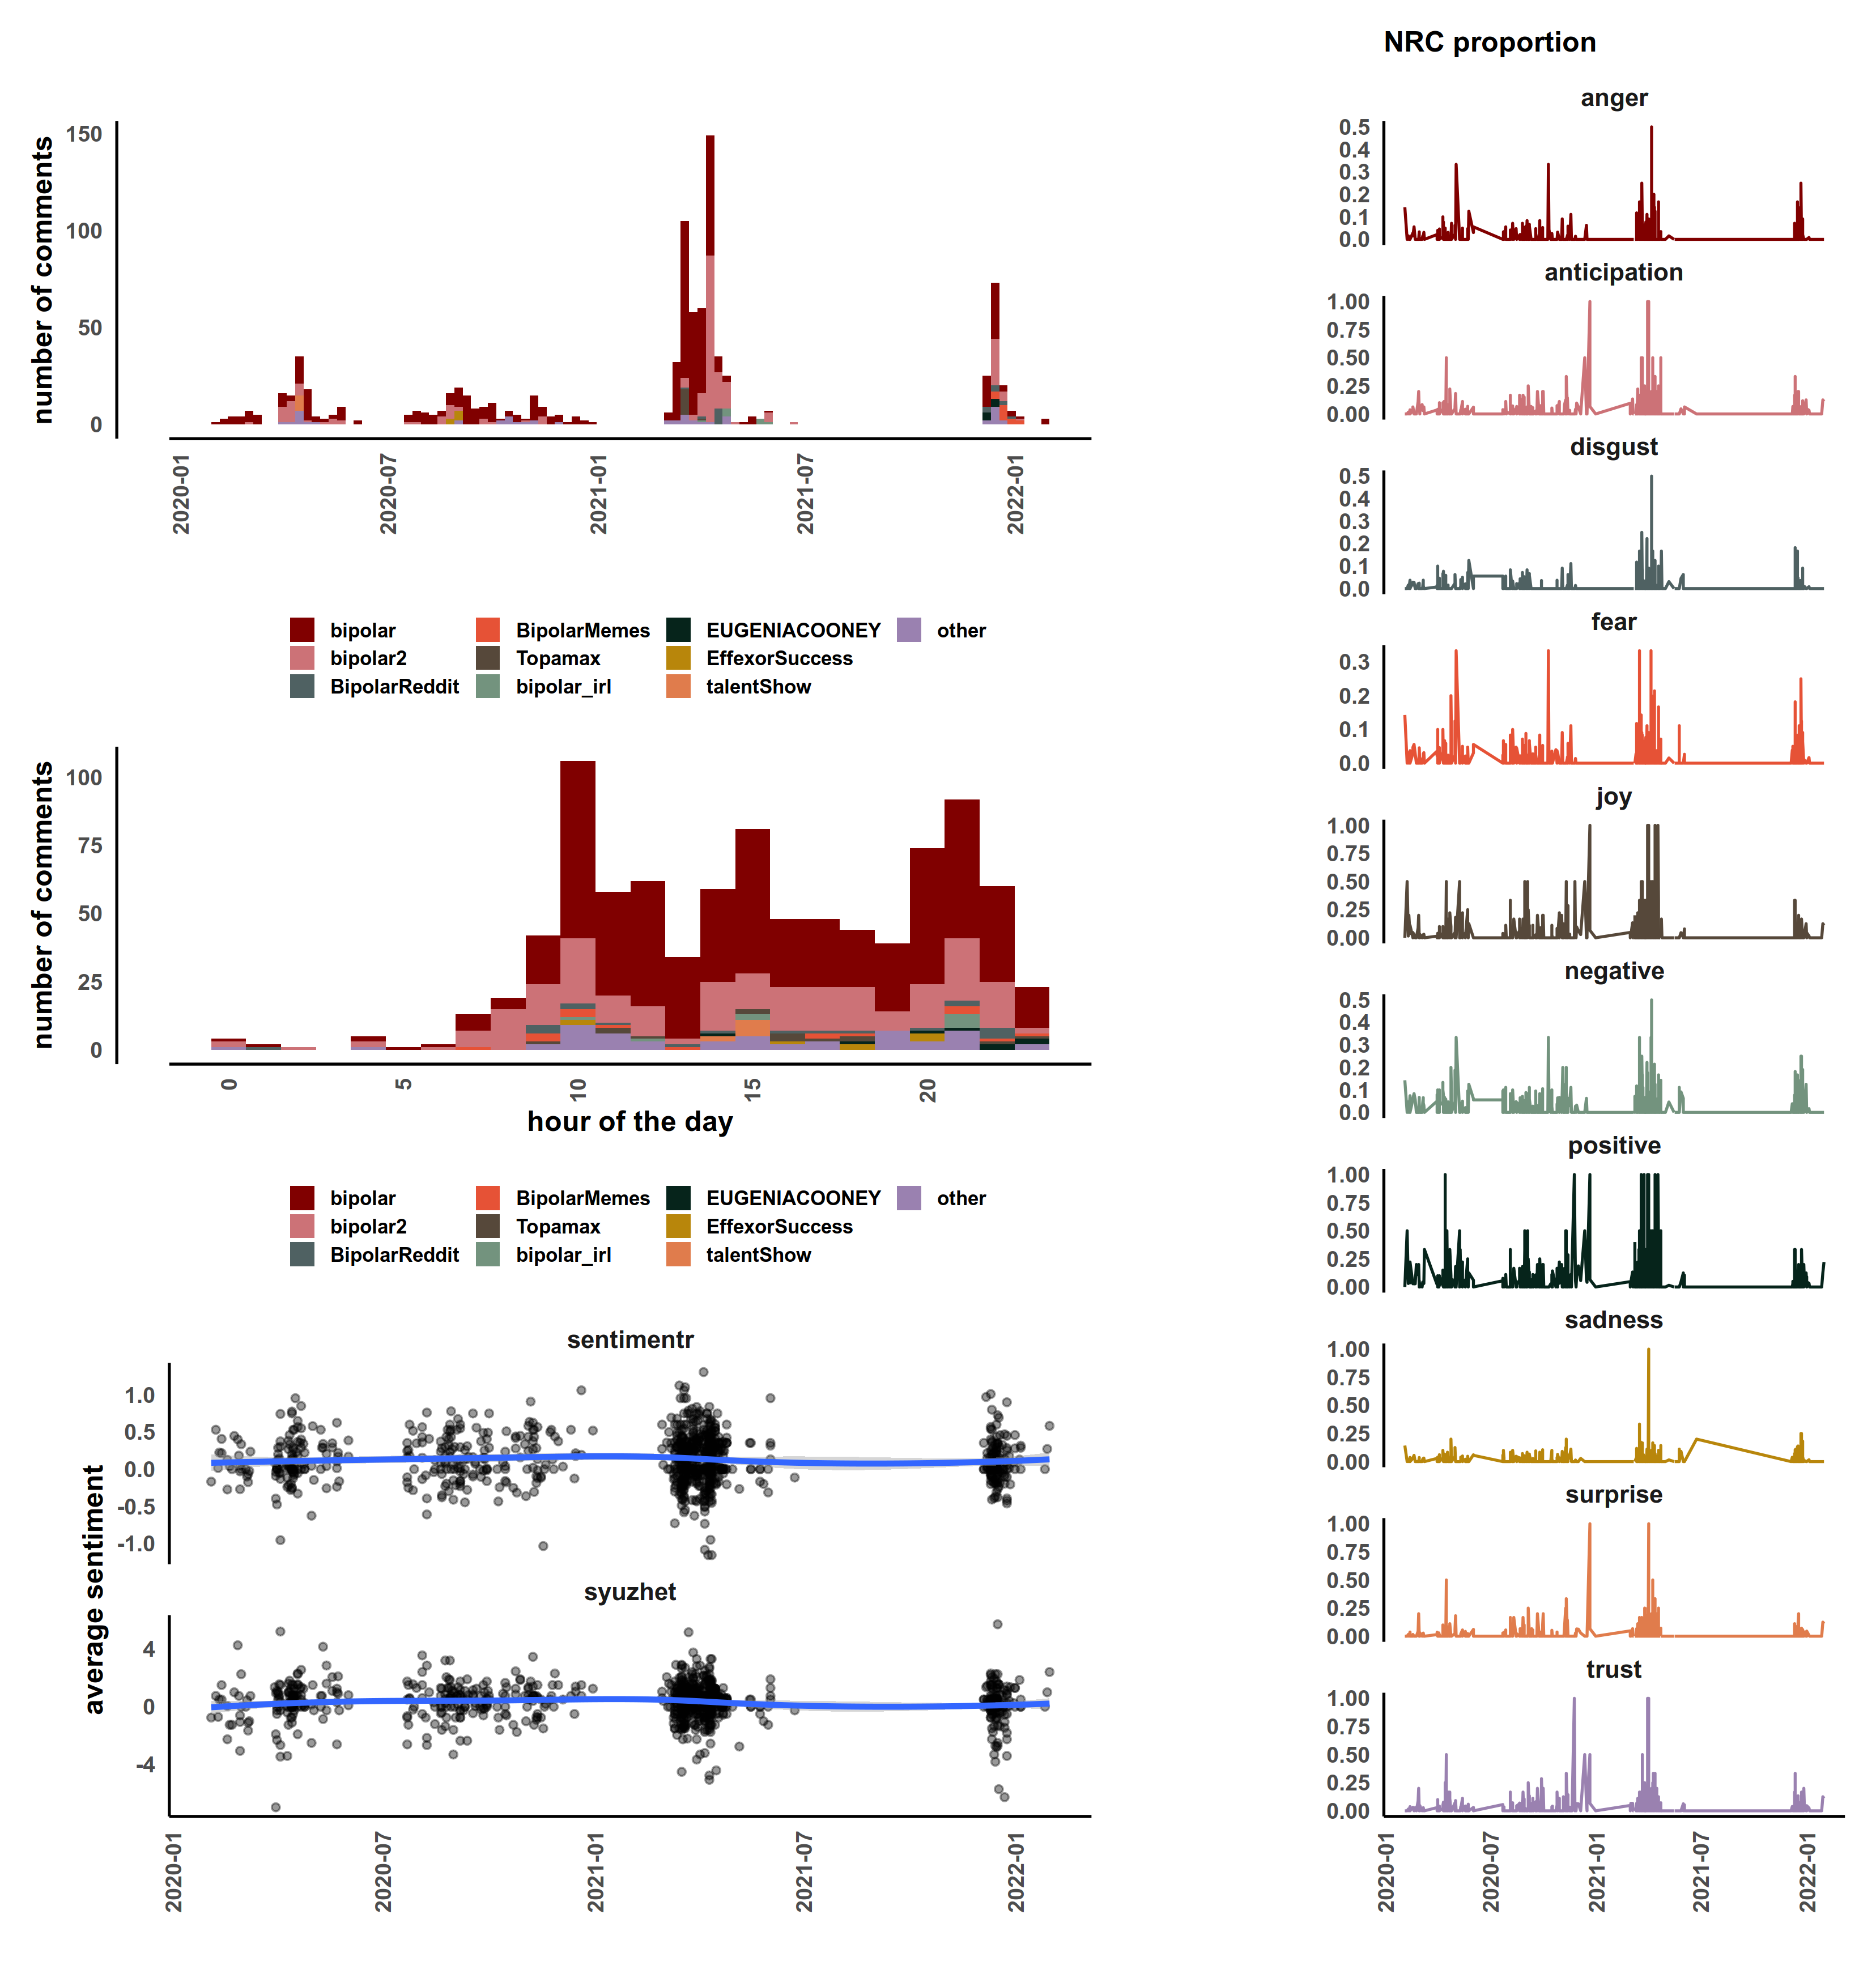 NRC proportion
number of comments
150
100
50
0
2020-01
2020-07
2021-01
2021-07
2022-01
bipolar
bipolar2
BipolarReddit
BipolarMemes
Topamax
bipolar_irl
EUGENIACOONEY
EffexorSuccess
talentShow
other
number of comments
100
75
50
25
0
0
5
10
15
20
hour of the day
bipolar
bipolar2
BipolarReddit
BipolarMemes
Topamax
bipolar_irl
EUGENIACOONEY
EffexorSuccess
talentShow
other
average sentiment
sentimentr
1.0
0.5
0.0
-0.5
-1.0
syuzhet
4
0
-4
2020-01
2020-07
2021-01
2021-07
2022-01
anger
0.5
0.4
0.3
0.2
0.1
0.0
anticipation
1.00
0.75
0.50
0.25
0.00
disgust
0.5
0.4
0.3
0.2
0.1
0.0
fear
0.3
0.2
0.1
0.0
joy
1.00
0.75
0.50
0.25
0.00
negative
0.5
0.4
0.3
0.2
0.1
0.0
positive
1.00
0.75
0.50
0.25
0.00
sadness
1.00
0.75
0.50
0.25
0.00
surprise
1.00
0.75
0.50
0.25
0.00
trust
1.00
0.75
0.50
0.25
0.00
2020-01
2020-07
2021-01
2021-07
2022-01